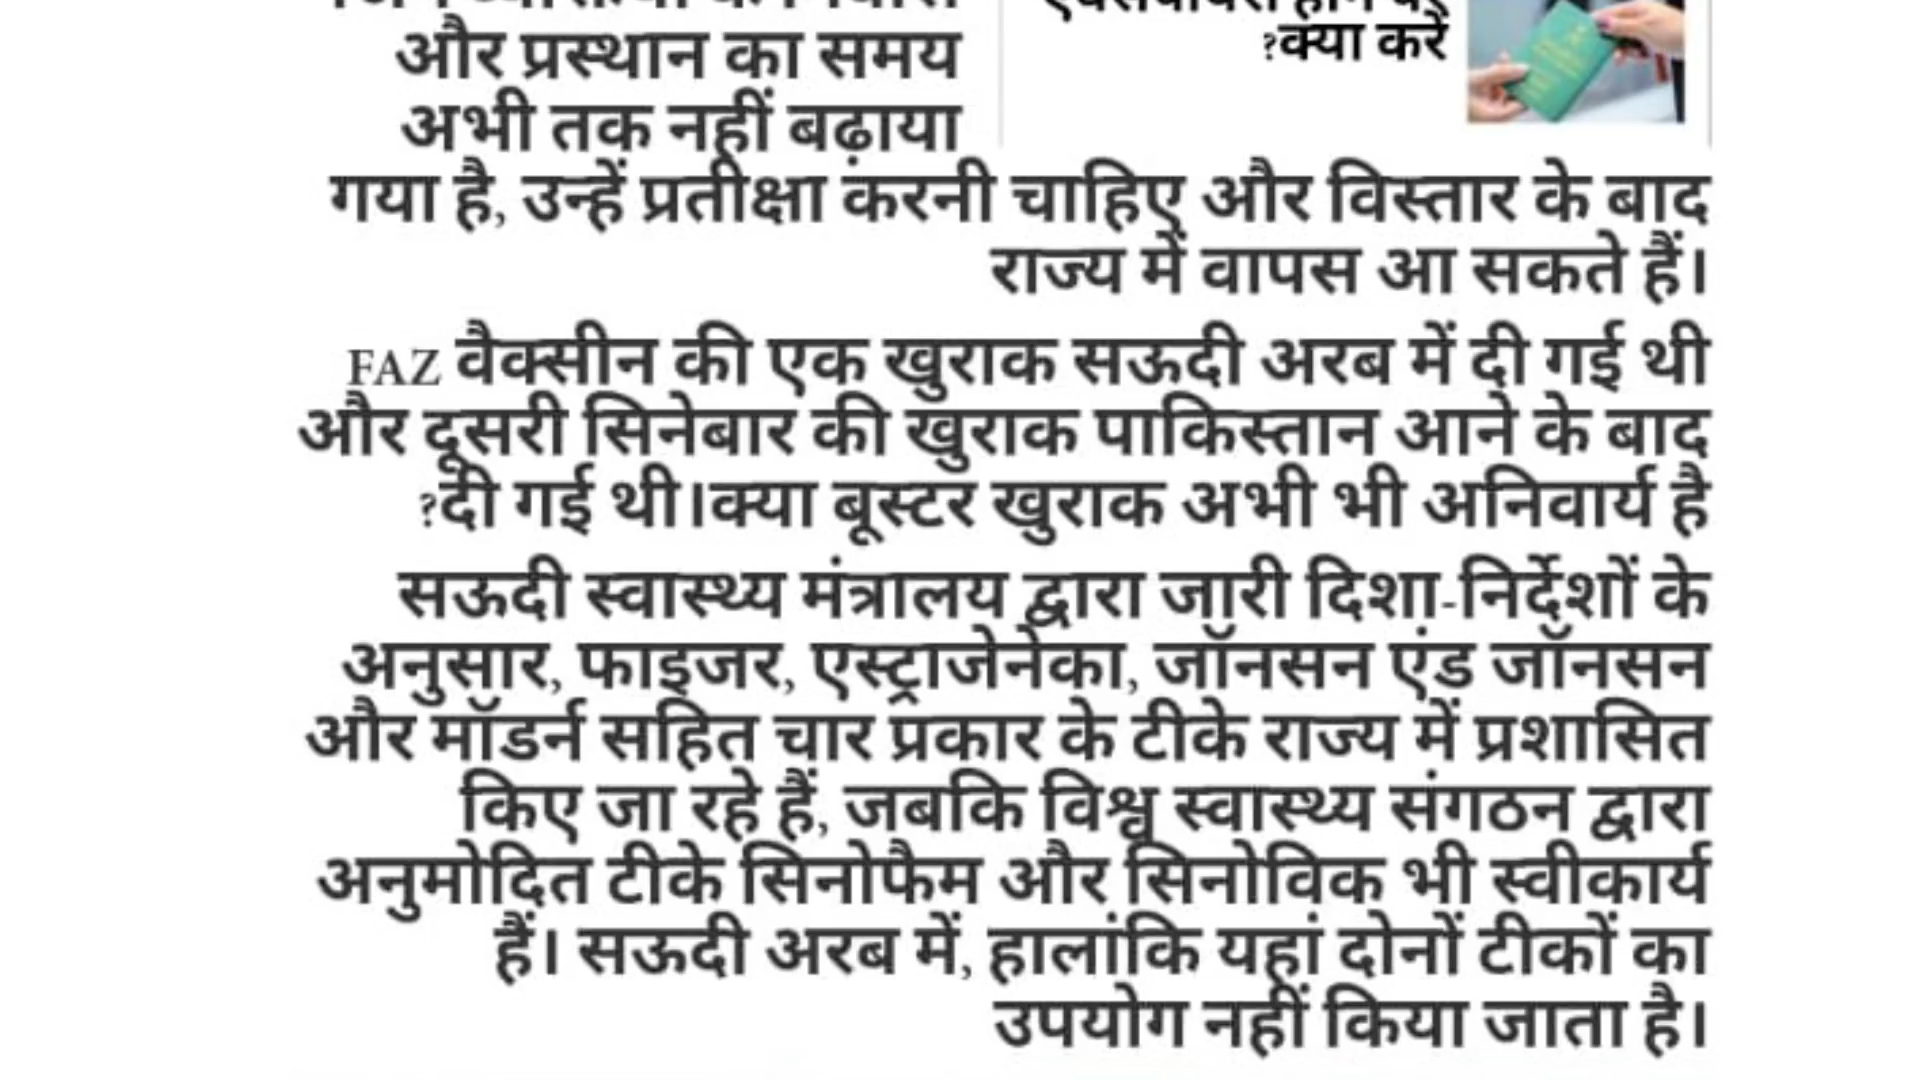 और प्रस्थान का समय
अभी तक नहीं बढ़ाया
गया है, उन्हें प्रतीक्षा करनी चाहिए और विस्तार के बाद
राज्य में वापस आ सकते हैं।
?क्या करें
FAZ वैक्सीन की एक खुराक सऊदी अरब में दी गई थी
और दूसरी सिनेबार की खुराक पाकिस्तान आने के बाद
?दी गई थी।क्या बूस्टर खुराक अभी भी अनिवार्य है
सऊदी स्वास्थ्य मंत्रालय द्वारा जारी दिशा-निर्देशों के
अनुसार, फाइजर, एस्ट्राजेनेका, जॉनसन एंड जॉनसन
और मॉडर्न सहित चार प्रकार के टीके राज्य में प्रशासित
किए जा रहे हैं, जबकि विश्व स्वास्थ्य संगठन द्वारा
अनुमोदित टीके सिनोफैम और सिनोविक भी स्वीकार्य
हैं। सऊदी अरब में, हालांकि यहां दोनों टीकों का
उपयोग नहीं किया जाता है।